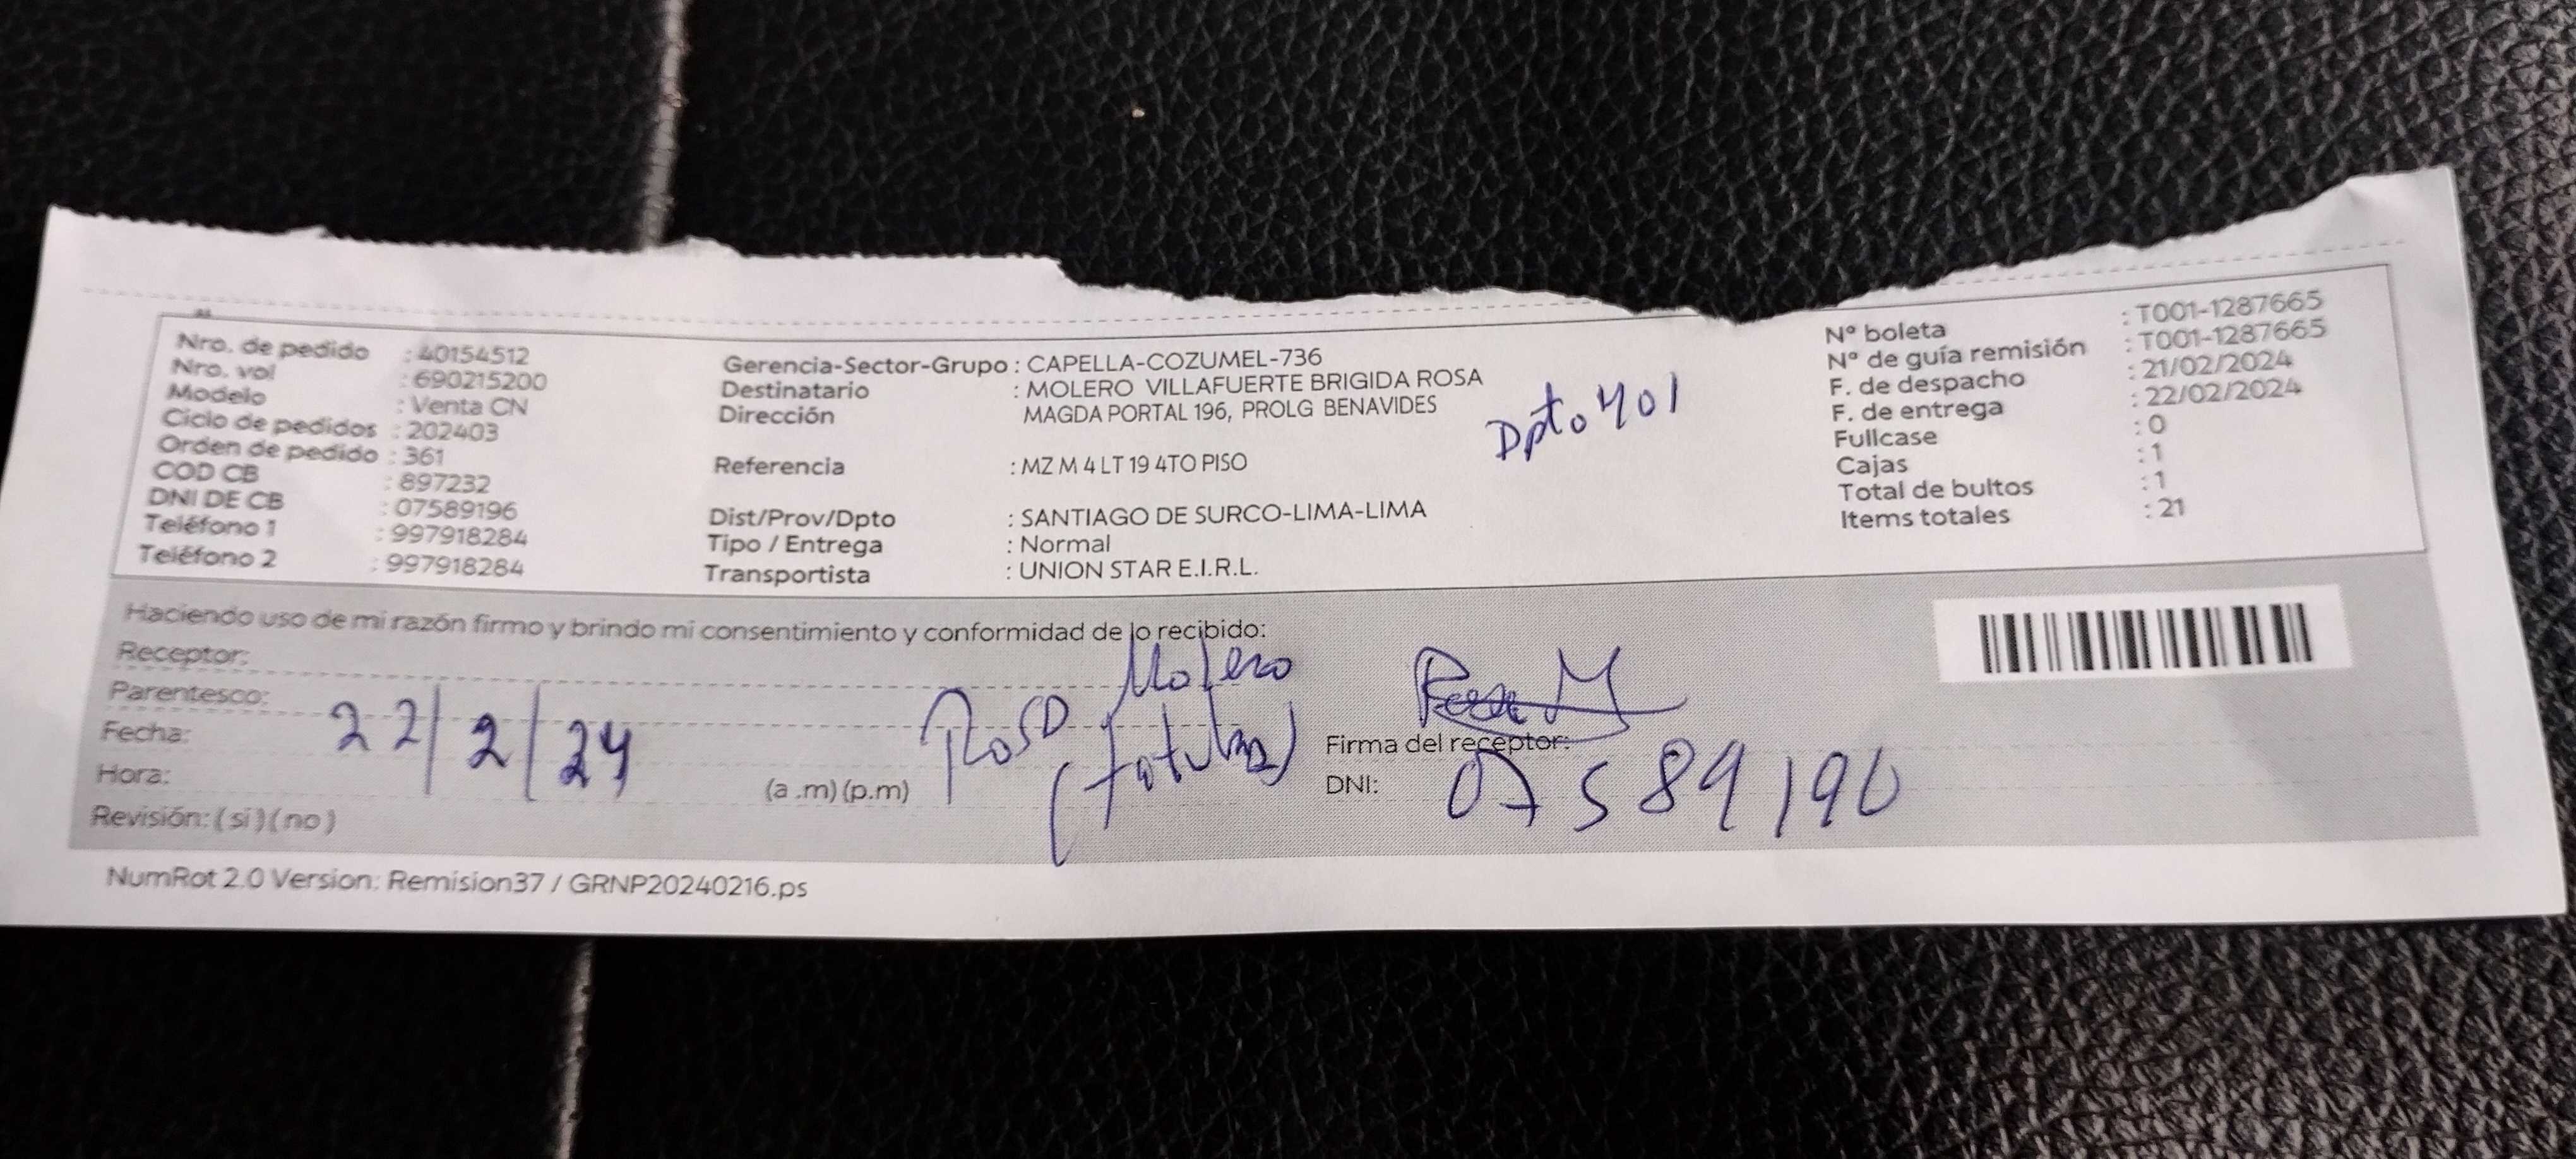 Nro. de pedido : 40154512
Nro. vol : 690215200
Modelo : Venta CN
Ciclo de pedidos : 202403
Orden de pedido : 361
COD CB : 897232
DNI DE CB : 07589196
Teléfono 1 : 997918284
Teléfono 2 : 997918284
Gerencia-Sector-Grupo : CAPELLA-COZUMEL-736
Destinatario : MOLERO VILLAFUERTE BRIGIDA ROSA
Dirección MAGDA PORTAL 196, PROLG BENAVIDES
Dpto 401
Referencia : MZ M 4 LT 19 4TO PISO
Dist/Prov/Dpto : SANTIAGO DE SURCO-LIMA-LIMA
Tipo / Entrega : Normal
Transportista : UNION STAR E.I.R.L.
N° boleta : T001-1287665
N° de guía remisión : T001-1287665
F. de despacho : 21/02/2024
F. de entrega : 22/02/2024
Fullcase : 0
Cajas : 1
Total de bultos : 1
Items totales : 21
Haciendo uso de mi razón firmo y brindo mi consentimiento y conformidad de lo recibido:
Receptor:
Parentesco:
Fecha: 22/2/24
Hora: (a .m) (p.m)
Revisión: ( si ) ( no )
Rosa Molero
Rosa M
Firma del receptor:
DNI: 07589196
NumRot 2.0 Version: Remision37 / GRNP20240216.ps